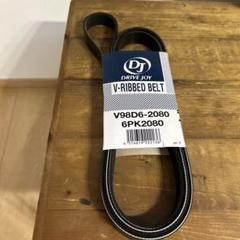 DJ
DRIVE JOY
V-RIBBED BELT
V98D6-2080
6PK2080